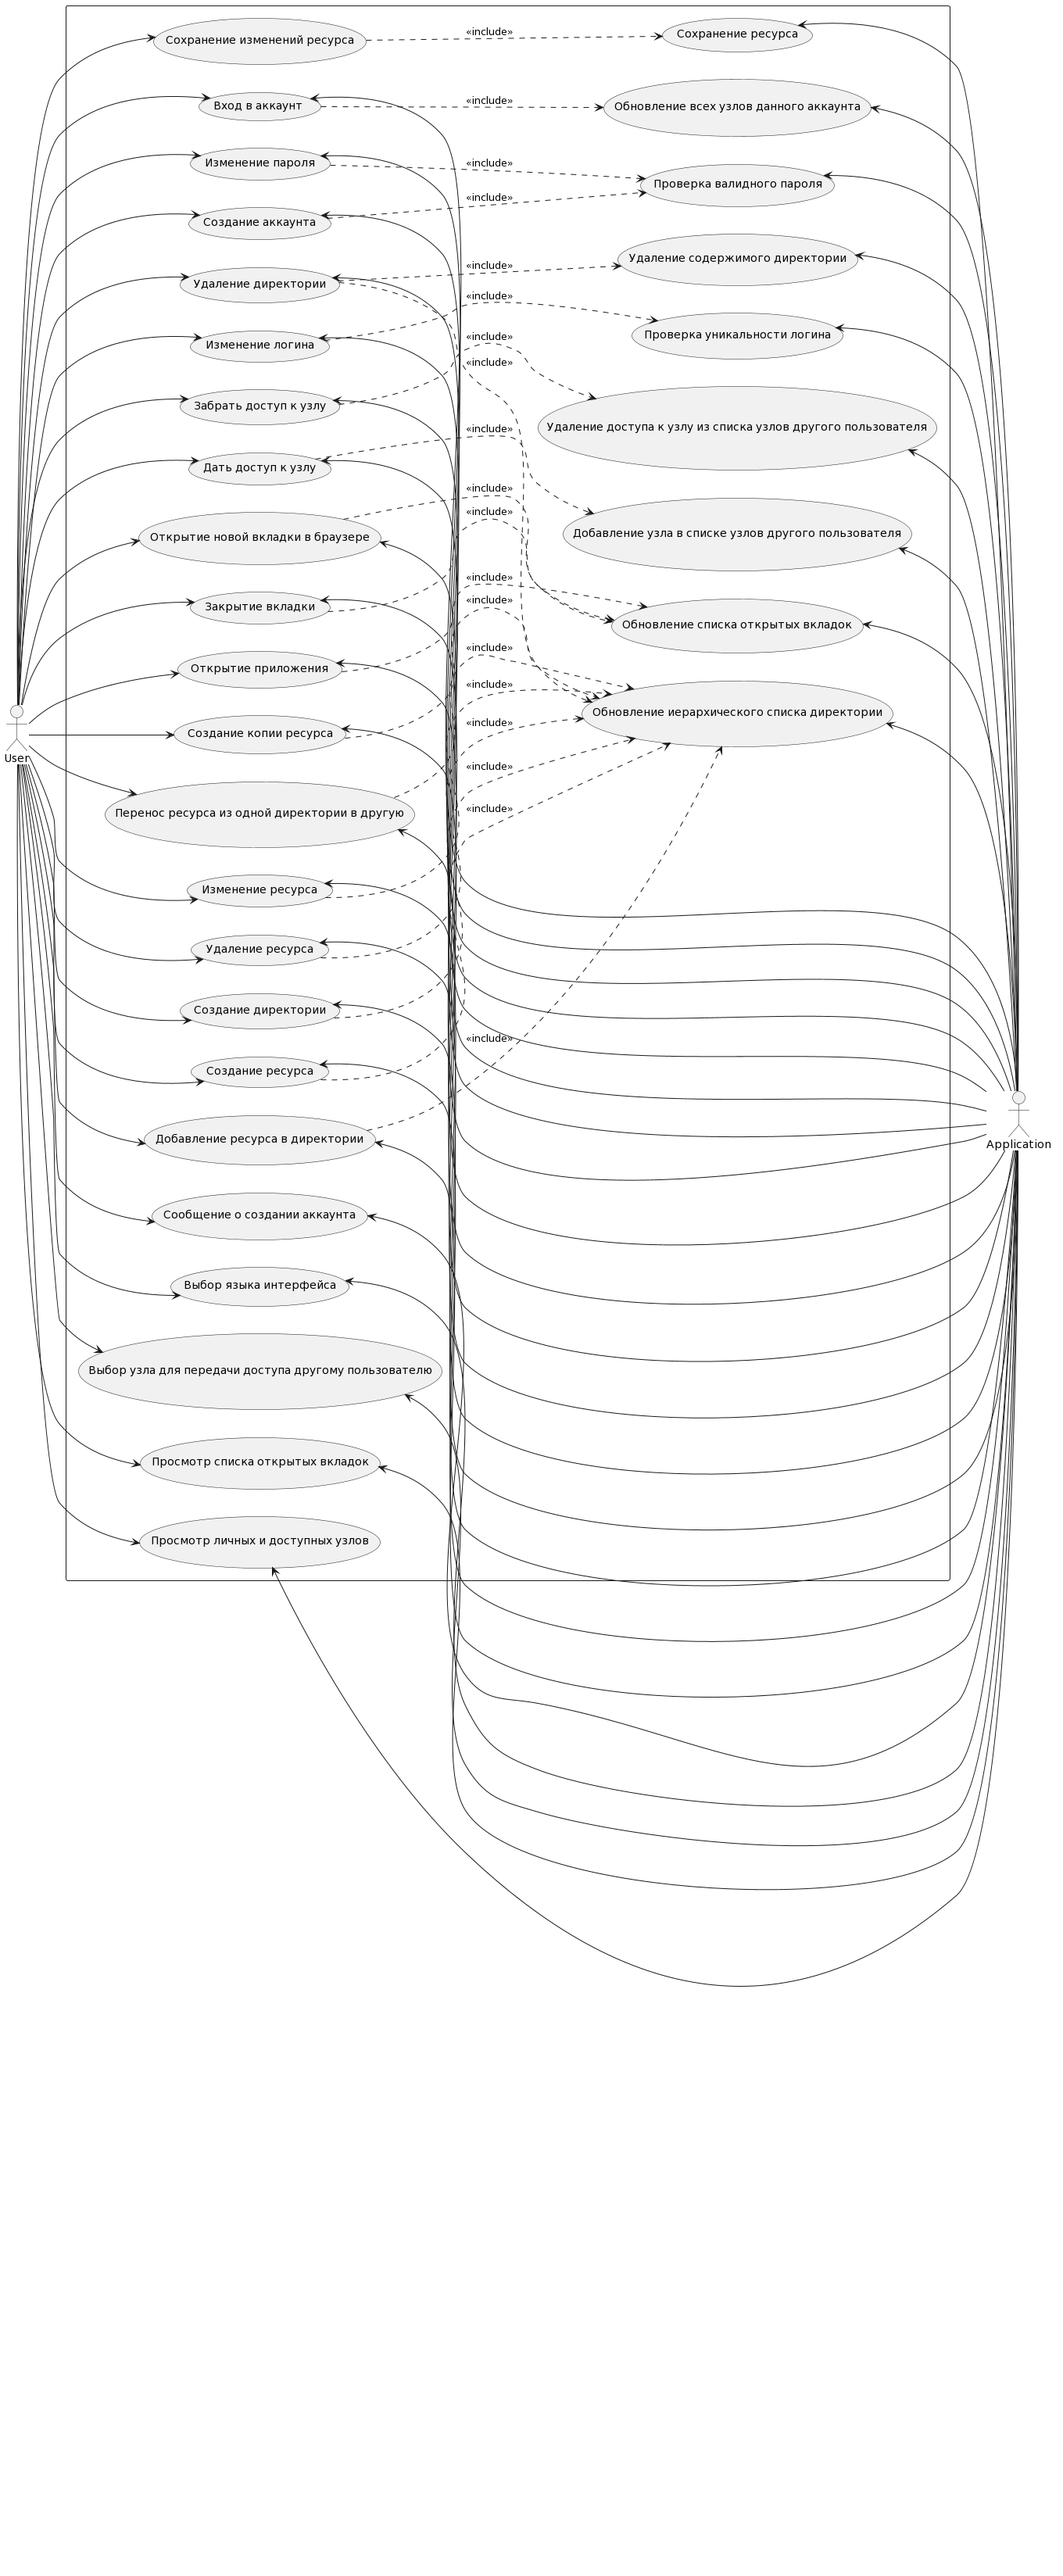 «include»
Сохранение изменений ресурса
Сохранение ресурса
«include»
Вход в аккаунт
Обновление всех узлов данного аккаунта
«include»
Изменение пароля
Проверка валидного пароля
«include»
Создание аккаунта
Удаление содержимого директории
«include»
Удаление директории
«include»
Проверка уникальности логина
Изменение логина
«include»
«include»
Забрать доступ к узлу
Удаление доступа к узлу из списка узлов другого пользователя
«include»
Дать доступ к узлу
«include»
«include»
Добавление узла в списке узлов другого пользователя
Открытие новой вкладки в браузере
«include»
«include»
Закрытие вкладки
Обновление списка открытых вкладок
«include»
Открытие приложения
«include»
Обновление иерархического списка директории
«include»
Создание копии ресурса
User
«include»
«include»
Перенос ресурса из одной директории в другую
Изменение ресурса
Удаление ресурса
Создание директории
«include»
Создание ресурса
Добавление ресурса в директории
Application
Сообщение о создании аккаунта
Выбор языка интерфейса
Выбор узла для передачи доступа другому пользователю
Просмотр списка открытых вкладок
Просмотр личных и доступных узлов